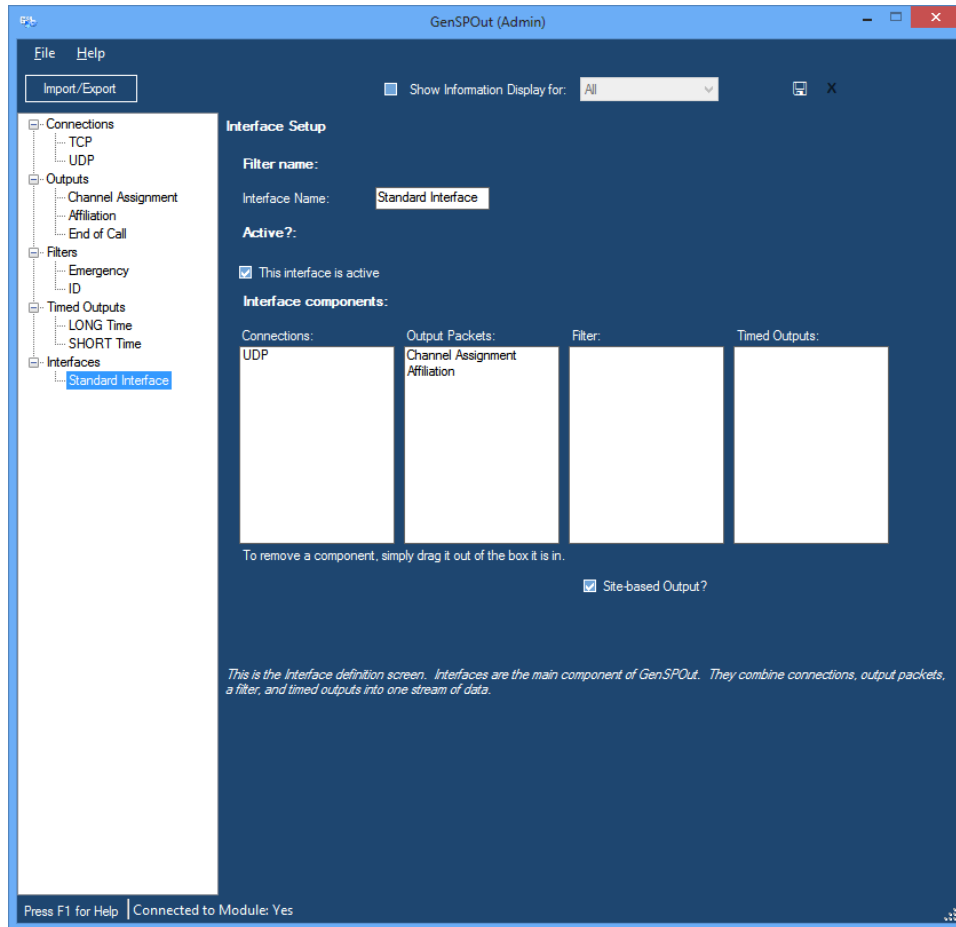 GenSPOut (Admin)
File Help
Import/Export
Show Information Display for: All
X
Connections
TCP
UDP
Outputs
Channel Assignment
Affiliation
End of Call
Filters
Emergency
ID
Timed Outputs
LONG Time
SHORT Time
Interfaces
Standard Interface
Interface Setup
Filter name:
Interface Name: Standard Interface
Active?:
This interface is active
Interface components:
Connections: Output Packets: Filter: Timed Outputs:
UDP Channel Assignment
Affiliation
To remove a component, simply drag it out of the box it is in.
Site-based Output?
This is the Interface definition screen. Interfaces are the main component of GenSPOut. They combine connections, output packets,
a filter, and timed outputs into one stream of data.
Press F1 for Help Connected to Module: Yes